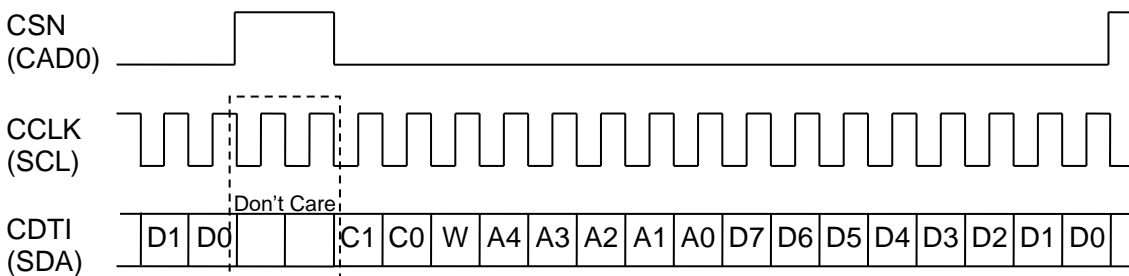 CSN
(CAD0)
CCLK
(SCL)
Don't Care
CDTI
(SDA)
D1 D0 C1 C0 W A4 A3 A2 A1 A0 D7 D6 D5 D4 D3 D2 D1 D0